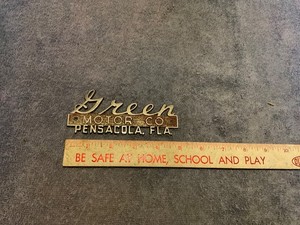 Green
MOTOR CO
PENSACOLA, FLA.
BE SAFE AT HOME, SCHOOL AND PLAY